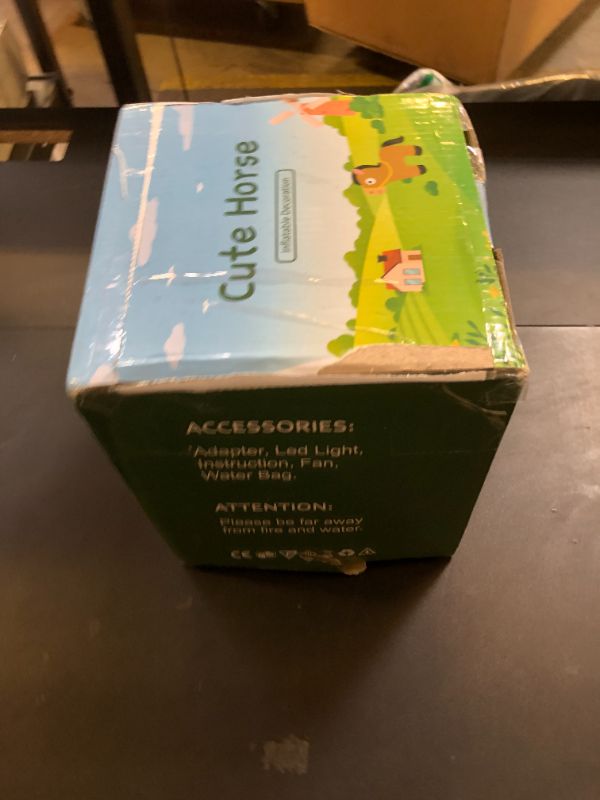 Cute Horse
Inflatable Decoration
ACCESSORIES:
Adapter, Led Light,
Instruction, Fan,
Water Bag.
ATTENTION:
Please be far away
from fire and water.
CE